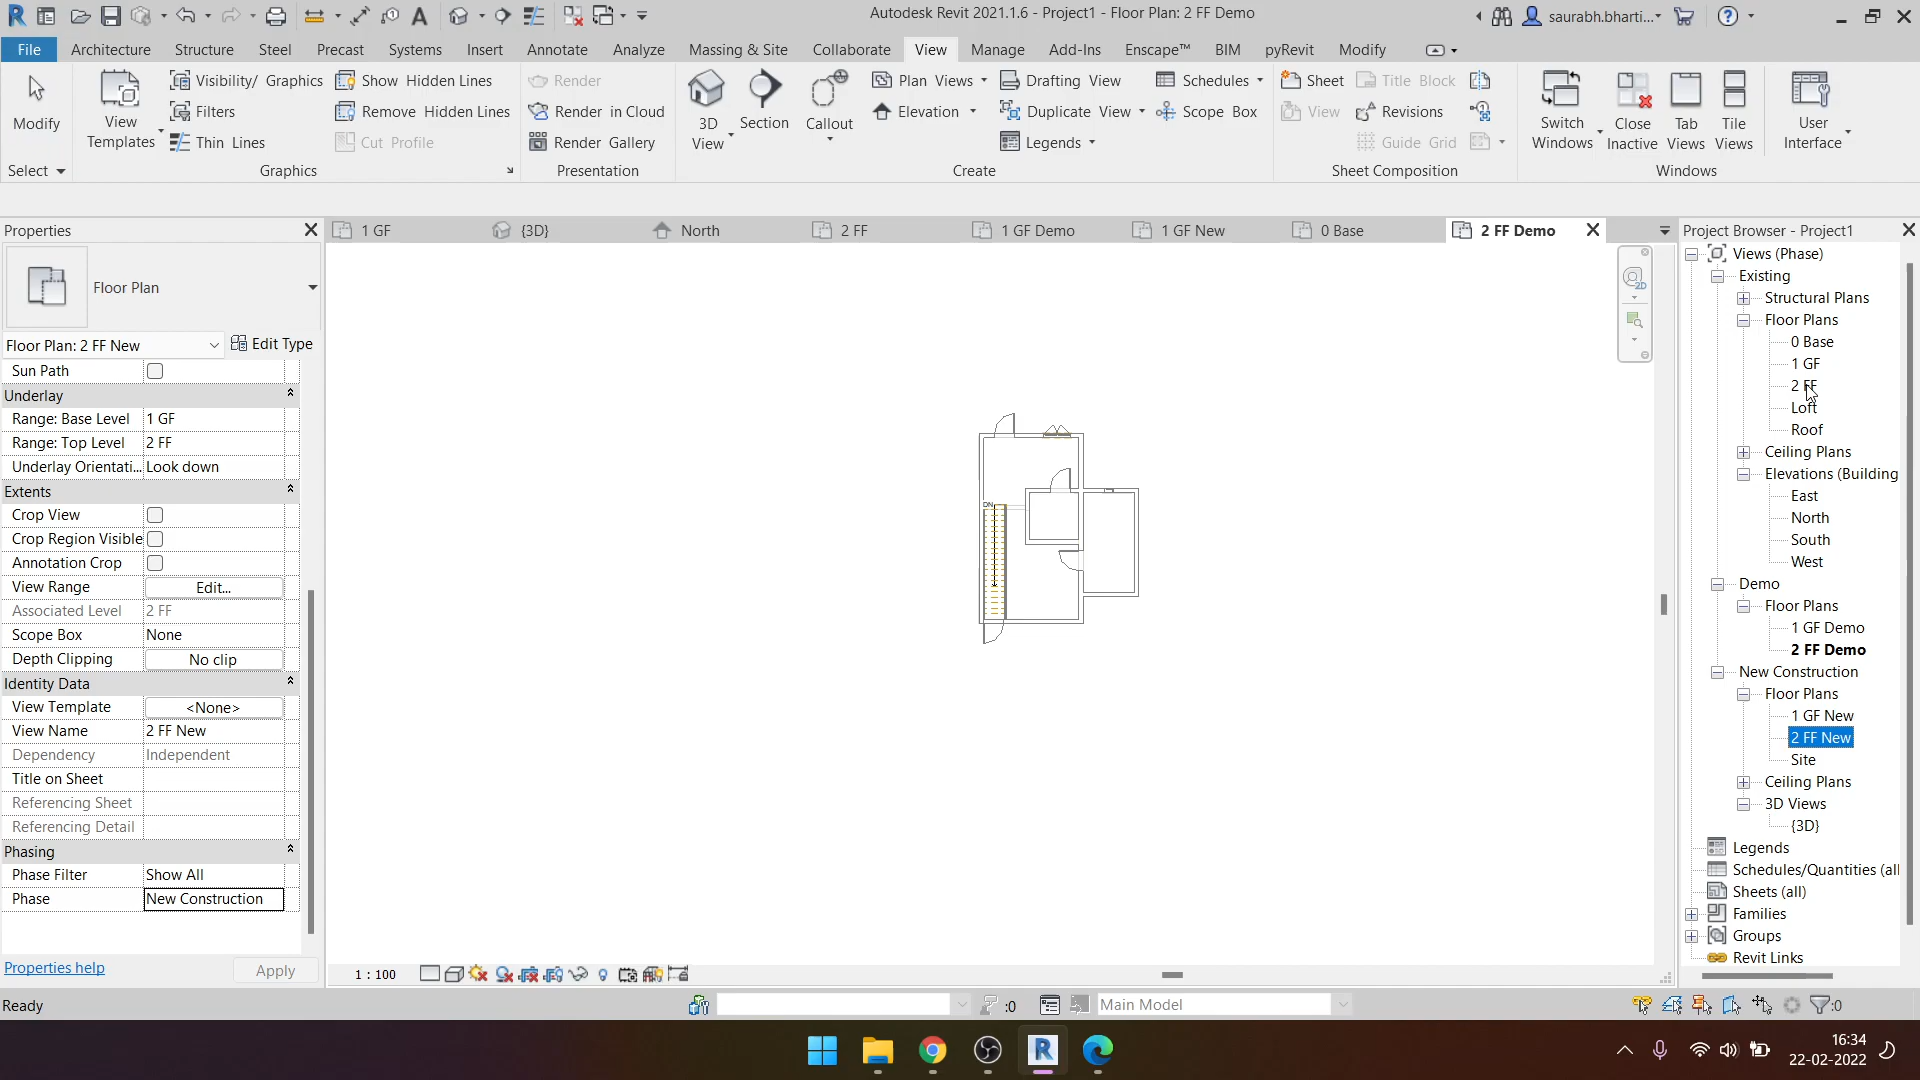 Autodesk Revit 2021.1.6 - Project1 - Floor Plan: 2 FF Demo
saurabh.bharti...
File
Architecture
Structure
Steel
Precast
Systems
Insert
Annotate
Analyze
Massing & Site
Collaborate
View
Manage
Add-Ins
Enscape™
BIM
pyRevit
Modify
Modify
View Templates
Visibility/ Graphics
Filters
Thin Lines
Show Hidden Lines
Remove Hidden Lines
Cut Profile
Render
Render in Cloud
Render Gallery
3D View
Section
Callout
Plan Views
Elevation
Drafting View
Duplicate View
Legends
Schedules
Scope Box
Sheet
View
Title Block
Revisions
Guide Grid
Switch Windows
Close Inactive
Tab Views
Tile Views
User Interface
Select
Graphics
Presentation
Create
Sheet Composition
Windows
Properties
1 GF
{3D}
North
2 FF
1 GF Demo
1 GF New
0 Base
2 FF Demo
Floor Plan
Floor Plan: 2 FF New
Edit Type
Sun Path
Underlay
Range: Base Level 1 GF
Range: Top Level 2 FF
Underlay Orientati... Look down
Extents
Crop View
Crop Region Visible
Annotation Crop
View Range Edit...
Associated Level 2 FF
Scope Box None
Depth Clipping No clip
Identity Data
View Template <None>
View Name 2 FF New
Dependency Independent
Title on Sheet
Referencing Sheet
Referencing Detail
Phasing
Phase Filter Show All
Phase New Construction
Properties help
Apply
DN
1 : 100
Project Browser - Project1
Views (Phase)
Existing
Structural Plans
Floor Plans
0 Base
1 GF
2 FF
Loft
Roof
Ceiling Plans
Elevations (Building
East
North
South
West
Demo
Floor Plans
1 GF Demo
2 FF Demo
New Construction
Floor Plans
1 GF New
2 FF New
Site
Ceiling Plans
3D Views
{3D}
Legends
Schedules/Quantities (all
Sheets (all)
Families
Groups
Revit Links
Ready
:0
Main Model
:0
16:34
22-02-2022